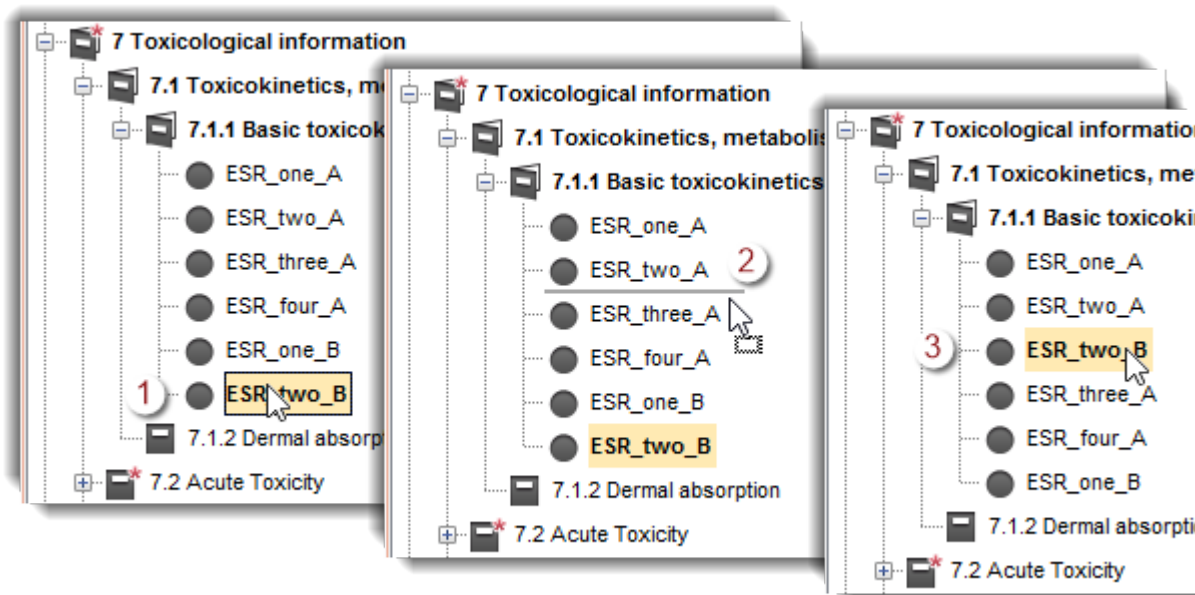 7 Toxicological information
7.1 Toxicokinetics, m
7.1.1 Basic toxicok
ESR_one_A
ESR_two_A
ESR_three_A
ESR_four_A
ESR_one_B
1
ESR_two_B
7.1.2 Dermal absorp
7.2 Acute Toxicity
7 Toxicological information
7.1 Toxicokinetics, metabolis
7.1.1 Basic toxicokinetics
ESR_one_A
ESR_two_A 2
ESR_three_A
ESR_four_A
ESR_one_B
ESR_two_B
7.1.2 Dermal absorption
7.2 Acute Toxicity
7 Toxicological information
7.1 Toxicokinetics, me
7.1.1 Basic toxicoki
ESR_one_A
ESR_two_A
3 ESR_two_B
ESR_three_A
ESR_four_A
ESR_one_B
7.1.2 Dermal absorpti
7.2 Acute Toxicity